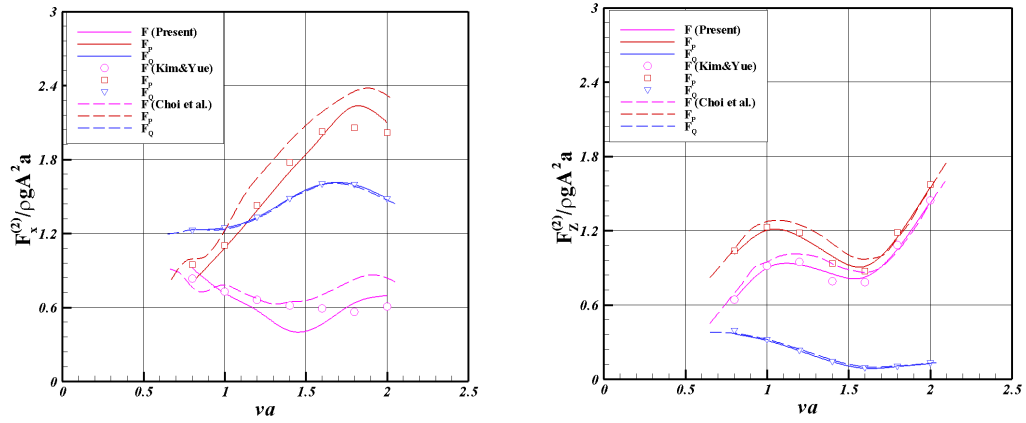 3
2.4
1.8
1.2
0.6
0
0
0.5
1
1.5
2
2.5
F_x^(2)/ρgA^2a
va
F (Present)
F_P
F_Q
F (Kim&Yue)
F_P
F_Q
F (Choi et al.)
F_P
F_Q
3
2.4
1.8
1.2
0.6
0
0
0.5
1
1.5
2
2.5
F_Z^(2)/ρgA^2a
va
F (Present)
F_P
F_Q
F (Kim&Yue)
F_P
F_Q
F (Choi et al.)
F_P
F_Q